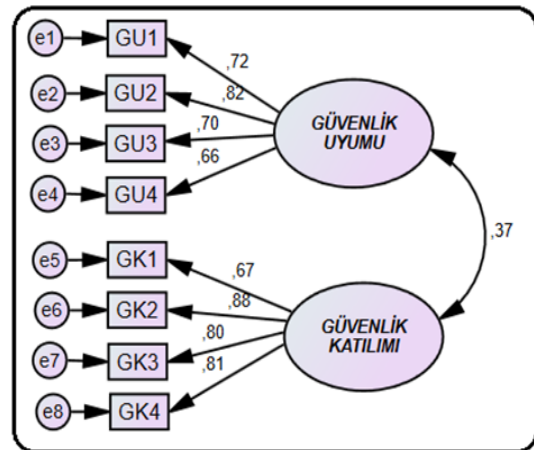 e1
GU1
,72
e2
GU2
,82
e3
GU3
,70
e4
GU4
,66
GÜVENLİK
UYUMU
,37
e5
GK1
,67
e6
GK2
,88
e7
GK3
,80
e8
GK4
,81
GÜVENLİK
KATILIMI